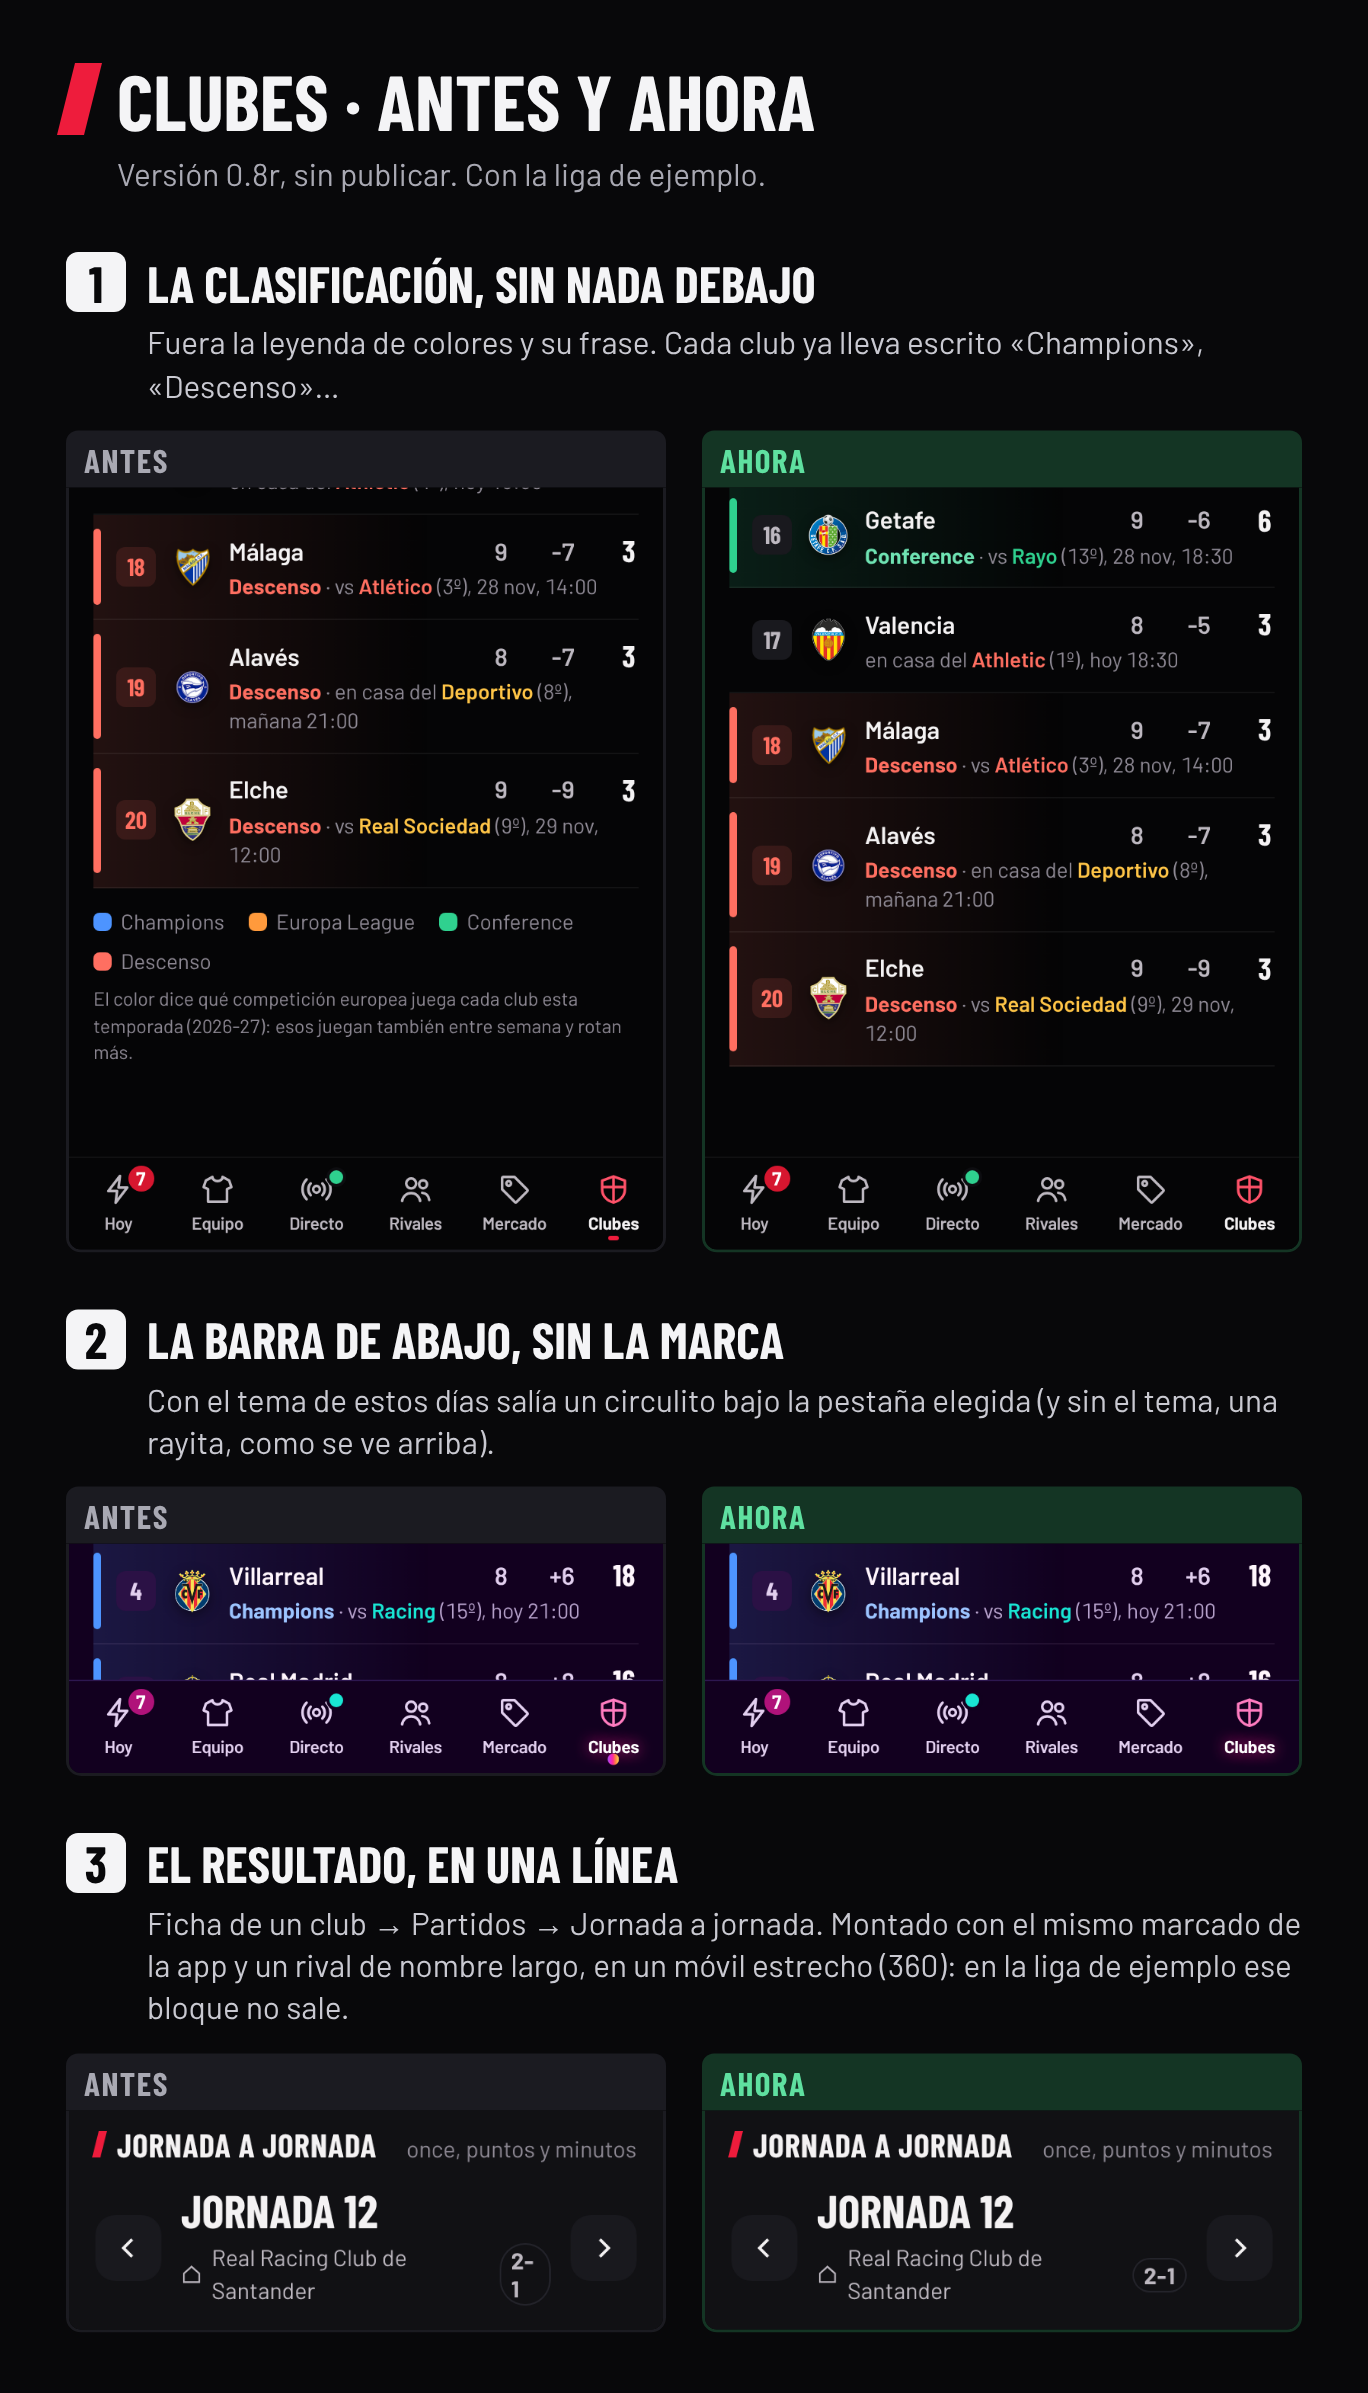 CLUBES · ANTES Y AHORA
Versión 0.8r, sin publicar. Con la liga de ejemplo.
1 LA CLASIFICACIÓN, SIN NADA DEBAJO
Fuera la leyenda de colores y su frase. Cada club ya lleva escrito «Champions»,
«Descenso»...
ANTES
18 Málaga 9 -7 3
Descenso · vs Atlético (3º), 28 nov, 14:00
19 Alavés 8 -7 3
Descenso · en casa del Deportivo (8º),
mañana 21:00
20 Elche 9 -9 3
Descenso · vs Real Sociedad (9º), 29 nov,
12:00
Champions Europa League Conference
Descenso
El color dice qué competición europea juega cada club esta
temporada (2026-27): esos juegan también entre semana y rotan
más.
7
Hoy Equipo Directo Rivales Mercado Clubes
AHORA
16 Getafe 9 -6 6
Conference · vs Rayo (13º), 28 nov, 18:30
17 Valencia 8 -5 3
en casa del Athletic (1º), hoy 18:30
18 Málaga 9 -7 3
Descenso · vs Atlético (3º), 28 nov, 14:00
19 Alavés 8 -7 3
Descenso · en casa del Deportivo (8º),
mañana 21:00
20 Elche 9 -9 3
Descenso · vs Real Sociedad (9º), 29 nov,
12:00
7
Hoy Equipo Directo Rivales Mercado Clubes
2 LA BARRA DE ABAJO, SIN LA MARCA
Con el tema de estos días salía un circulito bajo la pestaña elegida (y sin el tema, una
rayita, como se ve arriba).
ANTES
4 Villarreal 8 +6 18
Champions · vs Racing (15º), hoy 21:00
Real Madrid 8 +8 16
7
Hoy Equipo Directo Rivales Mercado Clubes
AHORA
4 Villarreal 8 +6 18
Champions · vs Racing (15º), hoy 21:00
Real Madrid 8 +8 16
7
Hoy Equipo Directo Rivales Mercado Clubes
3 EL RESULTADO, EN UNA LÍNEA
Ficha de un club → Partidos → Jornada a jornada. Montado con el mismo marcado de
la app y un rival de nombre largo, en un móvil estrecho (360): en la liga de ejemplo ese
bloque no sale.
ANTES
JORNADA A JORNADA once, puntos y minutos
JORNADA 12
Real Racing Club de
Santander
2-
1
AHORA
JORNADA A JORNADA once, puntos y minutos
JORNADA 12
Real Racing Club de
Santander
2-1